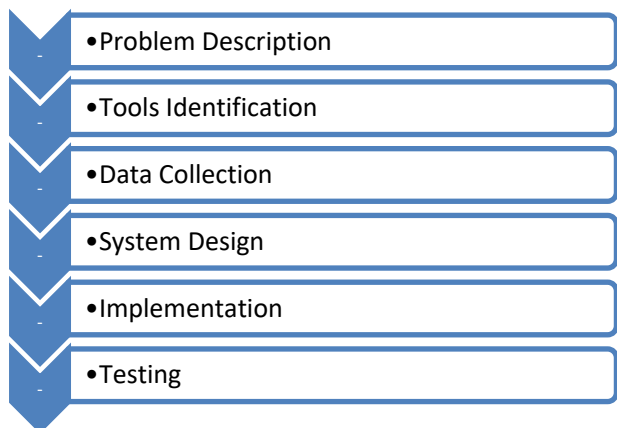 -
•Problem Description
-
•Tools Identification
-
•Data Collection
-
•System Design
-
•Implementation
-
•Testing